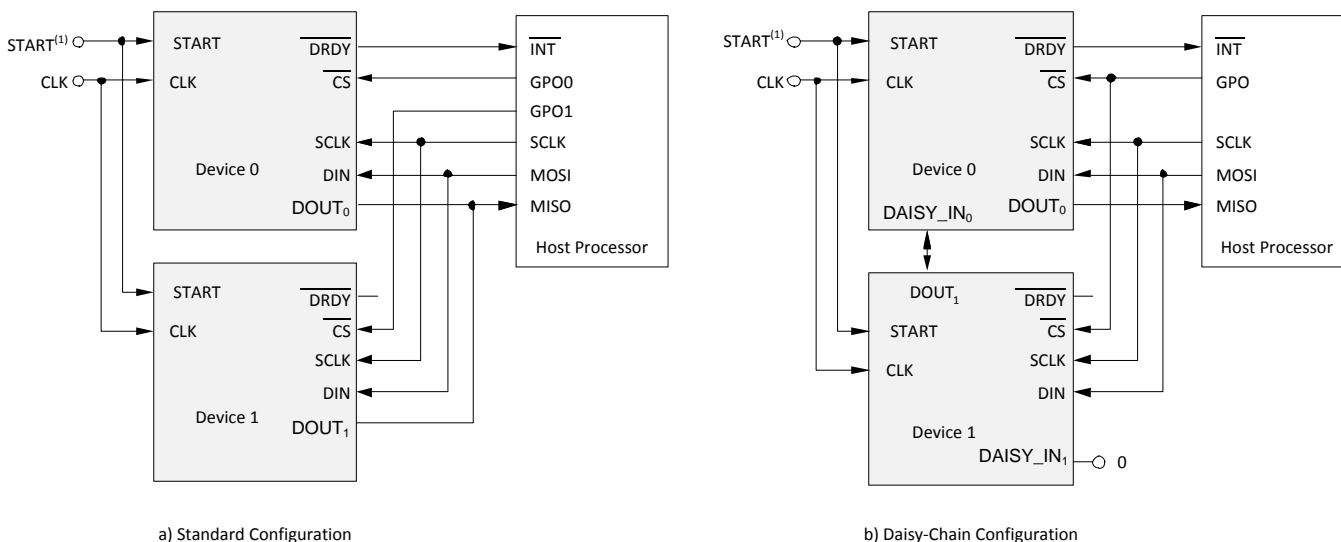 START(1)
CLK
START
CLK
DRDY
CS
SCLK
DIN
DOUT0
Device 0
INT
GPO0
GPO1
SCLK
MOSI
MISO
Host Processor
START
CLK
DRDY
CS
SCLK
DIN
DOUT1
Device 1
a) Standard Configuration
START(1)
CLK
START
CLK
DRDY
CS
SCLK
DIN
DOUT0
Device 0
DAISY_IN0
INT
GPO
SCLK
MOSI
MISO
Host Processor
DOUT1
START
CLK
DRDY
CS
SCLK
DIN
Device 1
DAISY_IN1
0
b) Daisy-Chain Configuration